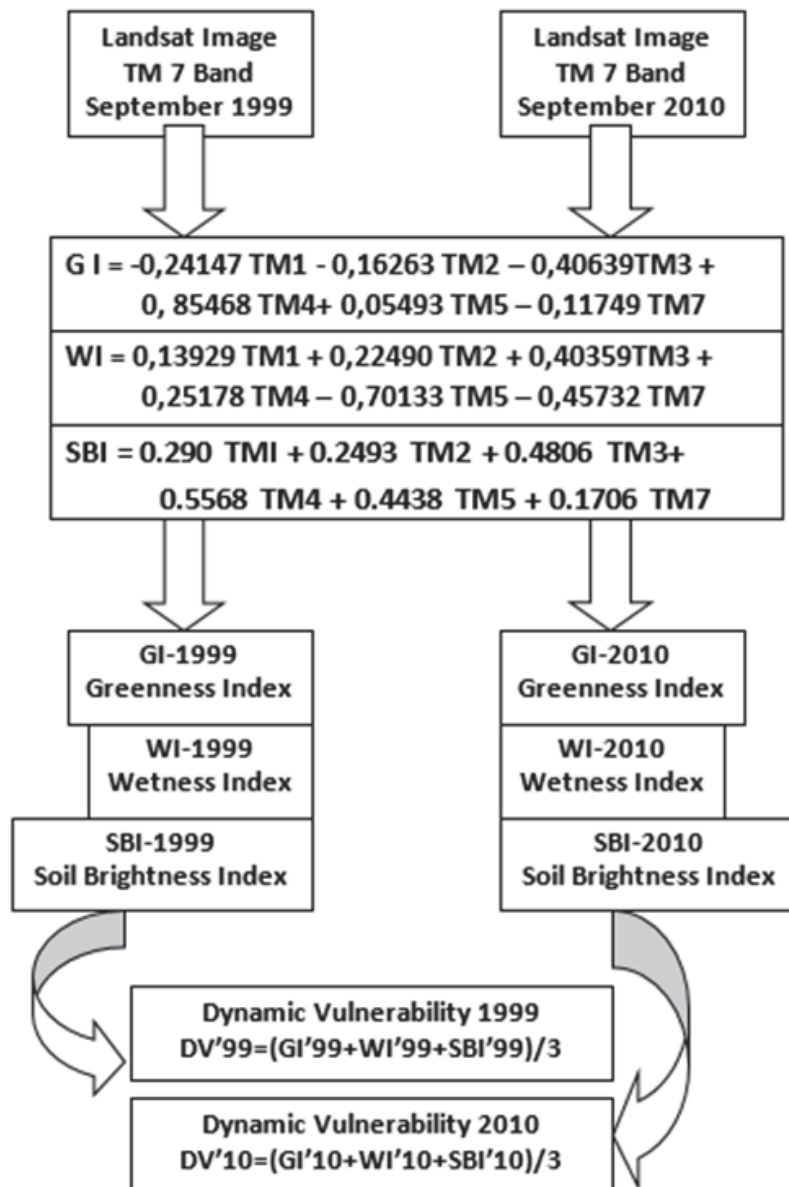 Landsat Image
TM 7 Band
September 1999
Landsat Image
TM 7 Band
September 2010
G I = -0,24147 TM1 - 0,16263 TM2 – 0,40639TM3 +
0, 85468 TM4+ 0,05493 TM5 – 0,11749 TM7
WI = 0,13929 TM1 + 0,22490 TM2 + 0,40359TM3 +
0,25178 TM4 – 0,70133 TM5 – 0,45732 TM7
SBI = 0.290 TMI + 0.2493 TM2 + 0.4806 TM3+
0.5568 TM4 + 0.4438 TM5 + 0.1706 TM7
GI-1999
Greenness Index
WI-1999
Wetness Index
SBI-1999
Soil Brightness Index
GI-2010
Greenness Index
WI-2010
Wetness Index
SBI-2010
Soil Brightness Index
Dynamic Vulnerability 1999
DV’99=(GI’99+WI’99+SBI’99)/3
Dynamic Vulnerability 2010
DV’10=(GI’10+WI’10+SBI’10)/3